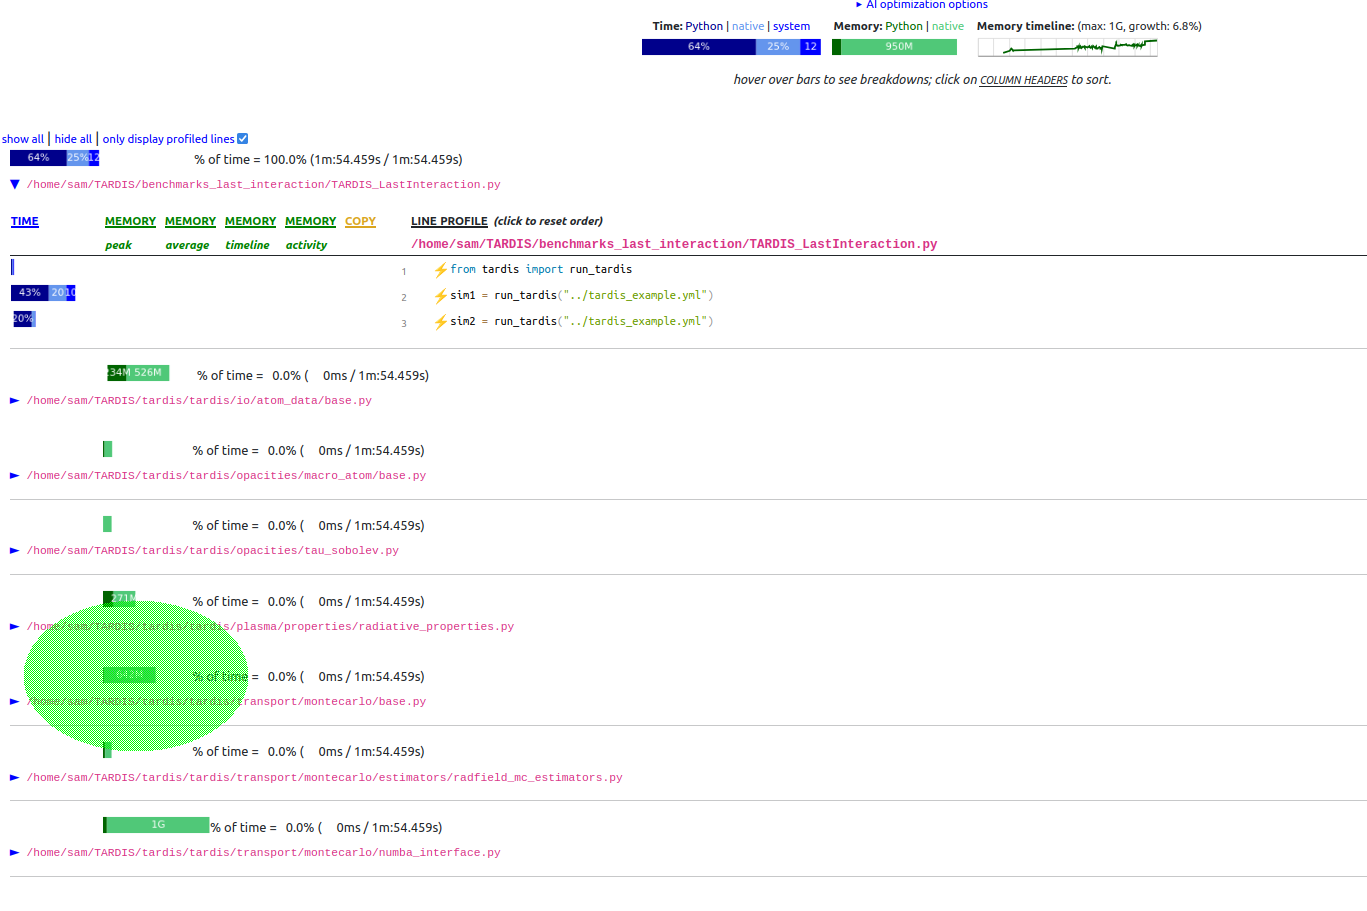 ► AI optimization options
Time: Python | native | system Memory: Python | native Memory timeline: (max: 1G, growth: 6.8%)
64% 25% 12 950M
hover over bars to see breakdowns; click on COLUMN HEADERS to sort.
show all | hide all | only display profiled lines
64% 25% 12 % of time = 100.0% (1m:54.459s / 1m:54.459s)
▼ /home/sam/TARDIS/benchmarks_last_interaction/TARDIS_LastInteraction.py
TIME MEMORY MEMORY MEMORY MEMORY COPY LINE PROFILE (click to reset order)
peak average timeline activity /home/sam/TARDIS/benchmarks_last_interaction/TARDIS_LastInteraction.py
1 ⚡from tardis import run_tardis
43% 20 10 2 ⚡sim1 = run_tardis("../tardis_example.yml")
20% 3 ⚡sim2 = run_tardis("../tardis_example.yml")
234M 526M % of time = 0.0% ( 0ms / 1m:54.459s)
► /home/sam/TARDIS/tardis/tardis/io/atom_data/base.py
% of time = 0.0% ( 0ms / 1m:54.459s)
► /home/sam/TARDIS/tardis/tardis/opacities/macro_atom/base.py
% of time = 0.0% ( 0ms / 1m:54.459s)
► /home/sam/TARDIS/tardis/tardis/opacities/tau_sobolev.py
271M % of time = 0.0% ( 0ms / 1m:54.459s)
► /home/sam/TARDIS/tardis/tardis/plasma/properties/radiative_properties.py
% of time = 0.0% ( 0ms / 1m:54.459s)
► /home/sam/TARDIS/tardis/tardis/transport/montecarlo/base.py
% of time = 0.0% ( 0ms / 1m:54.459s)
► /home/sam/TARDIS/tardis/tardis/transport/montecarlo/estimators/radfield_mc_estimators.py
1G % of time = 0.0% ( 0ms / 1m:54.459s)
► /home/sam/TARDIS/tardis/tardis/transport/montecarlo/numba_interface.py